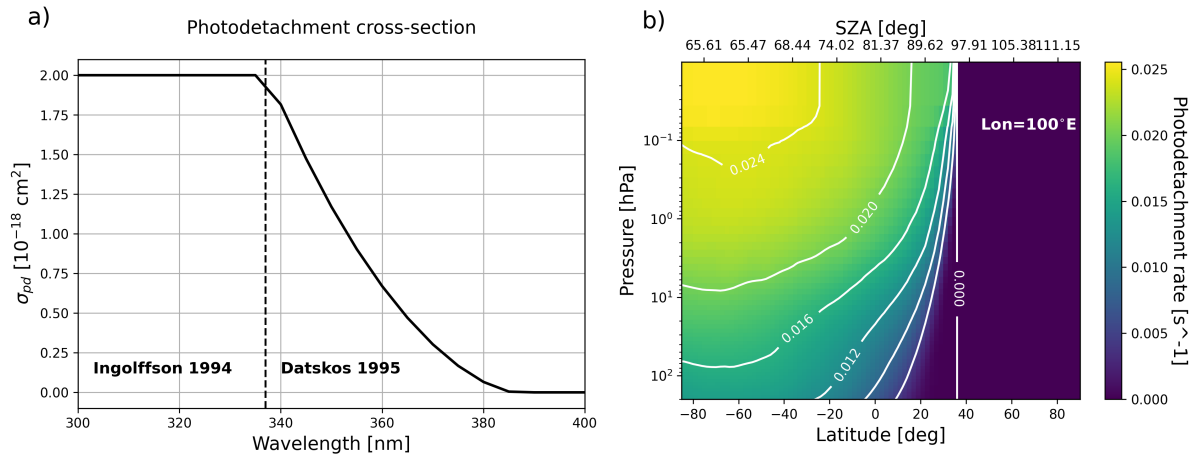 a)
Photodetachment cross-section
2.00
1.75
1.50
1.25
1.00
0.75
0.50
0.25
0.00
σpd [10−18 cm2]
Ingolffson 1994
Datskos 1995
300 320 340 360 380 400
Wavelength [nm]
b)
SZA [deg]
65.61 65.47 68.44 74.02 81.37 89.62 97.91 105.38 111.15
10−1
100
101
102
Pressure [hPa]
Lon=100°E
0.024
0.020
0.016
0.012
0.000
−80 −60 −40 −20 0 20 40 60 80
Latitude [deg]
0.025
0.020
0.015
0.010
0.005
0.000
Photodetachment rate [s^-1]